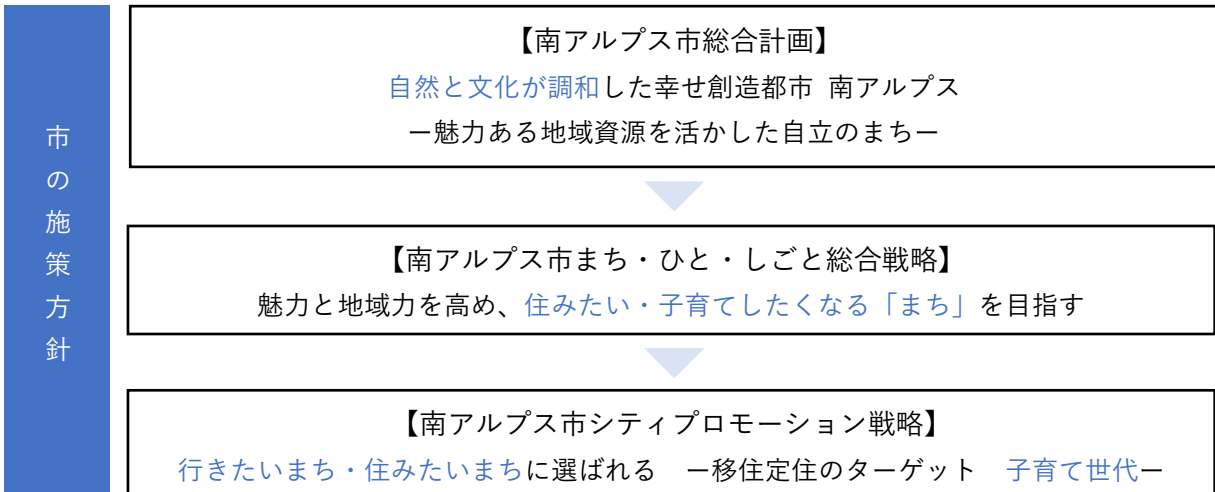 市の施策方針
【南アルプス市総合計画】
自然と文化が調和した幸せ創造都市 南アルプス
ー魅力ある地域資源を活かした自立のまちー
【南アルプス市まち・ひと・しごと総合戦略】
魅力と地域力を高め、住みたい・子育てしたくなる「まち」を目指す
【南アルプス市シティプロモーション戦略】
行きたいまち・住みたいまちに選ばれる　ー移住定住のターゲット　子育て世代ー